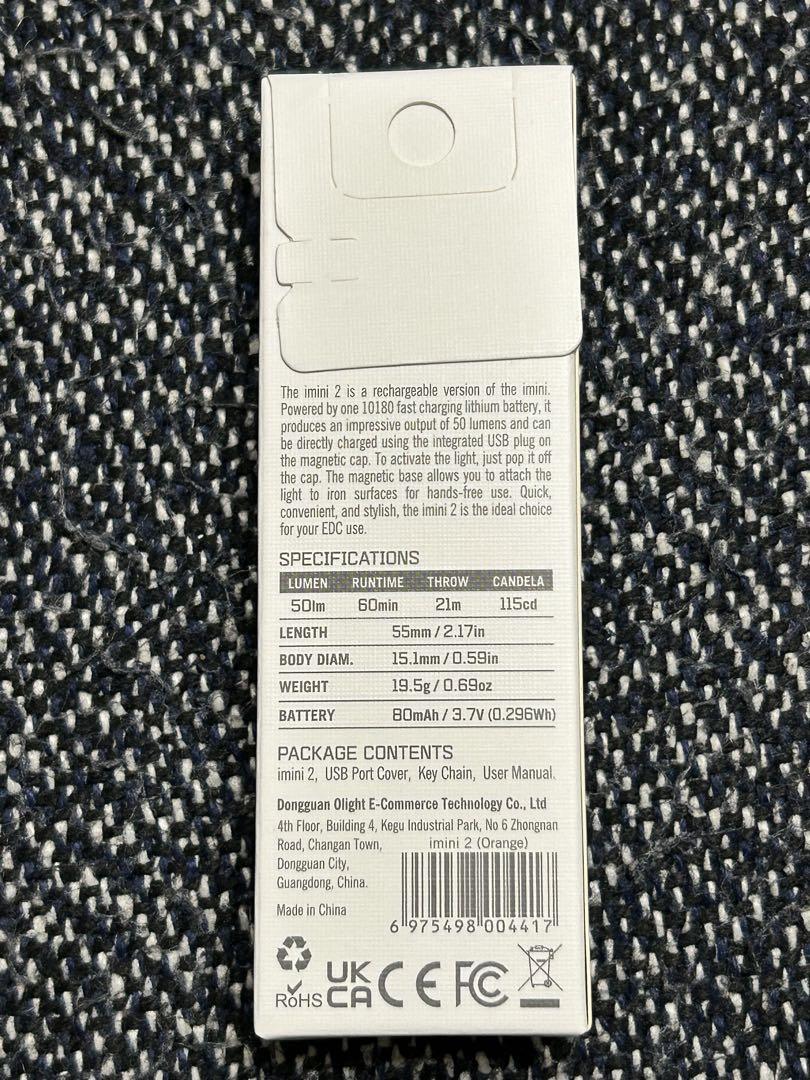 The imini 2 is a rechargeable version of the imini.
Powered by one 10180 fast charging lithium battery, it
produces an impressive output of 50 lumens and can
be directly charged using the integrated USB plug on
the magnetic cap. To activate the light, just pop it off
the cap. The magnetic base allows you to attach the
light to iron surfaces for hands-free use. Quick,
convenient, and stylish, the imini 2 is the ideal choice
for your EDC use.
SPECIFICATIONS
LUMEN RUNTIME THROW CANDELA
50lm 60min 21m 115cd
LENGTH 55mm / 2.17in
BODY DIAM. 15.1mm / 0.59in
WEIGHT 19.5g / 0.69oz
BATTERY 80mAh / 3.7V (0.296Wh)
PACKAGE CONTENTS
imini 2, USB Port Cover, Key Chain, User Manual.
Dongguan Olight E-Commerce Technology Co., Ltd
4th Floor, Building 4, Kegu Industrial Park, No 6 Zhongnan
Road, Changan Town,
Dongguan City,
Guangdong, China.
Made in China
imini 2 (Orange)
6 975498 004417
RoHS
UK
CA
CE
FC